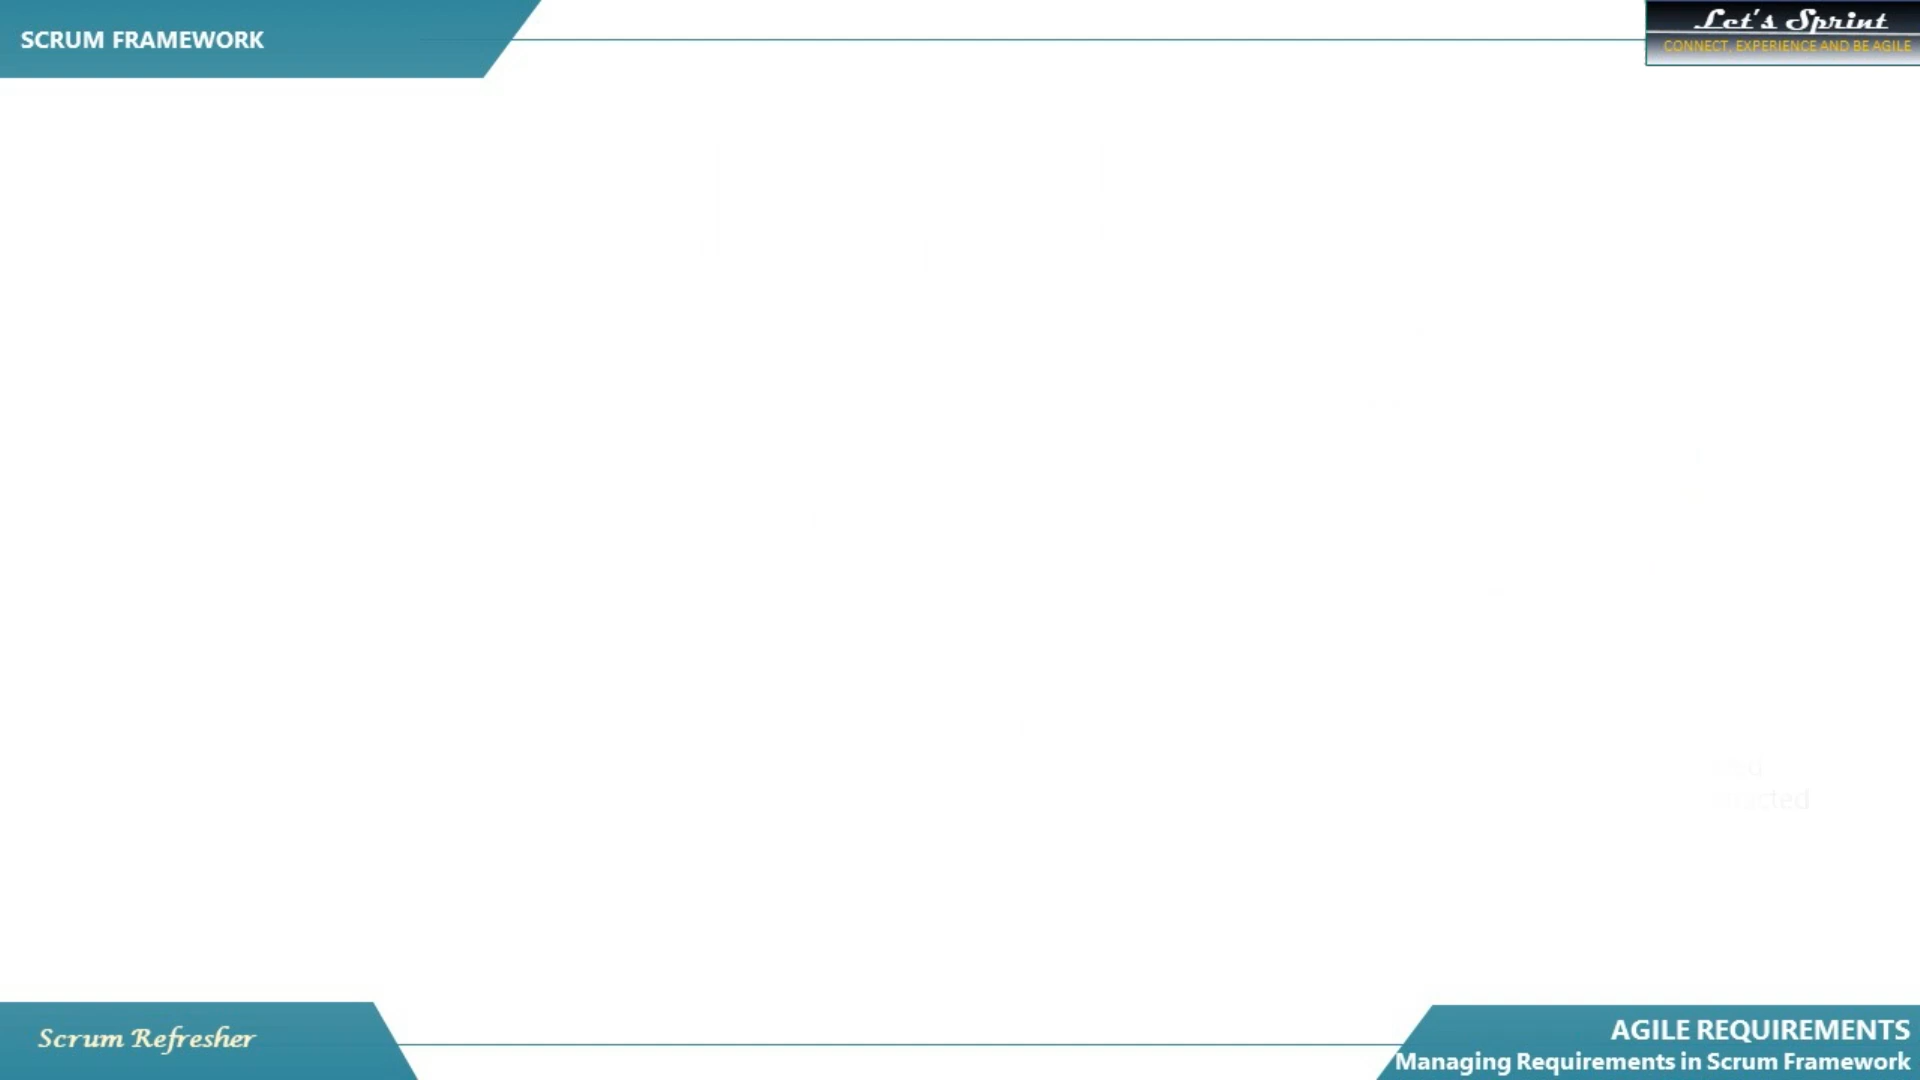 SCRUM FRAMEWORK
Let's Sprint
CONNECT, EXPERIENCE AND BE AGILE
Scrum Refresher
AGILE REQUIREMENTS
Managing Requirements in Scrum Framework